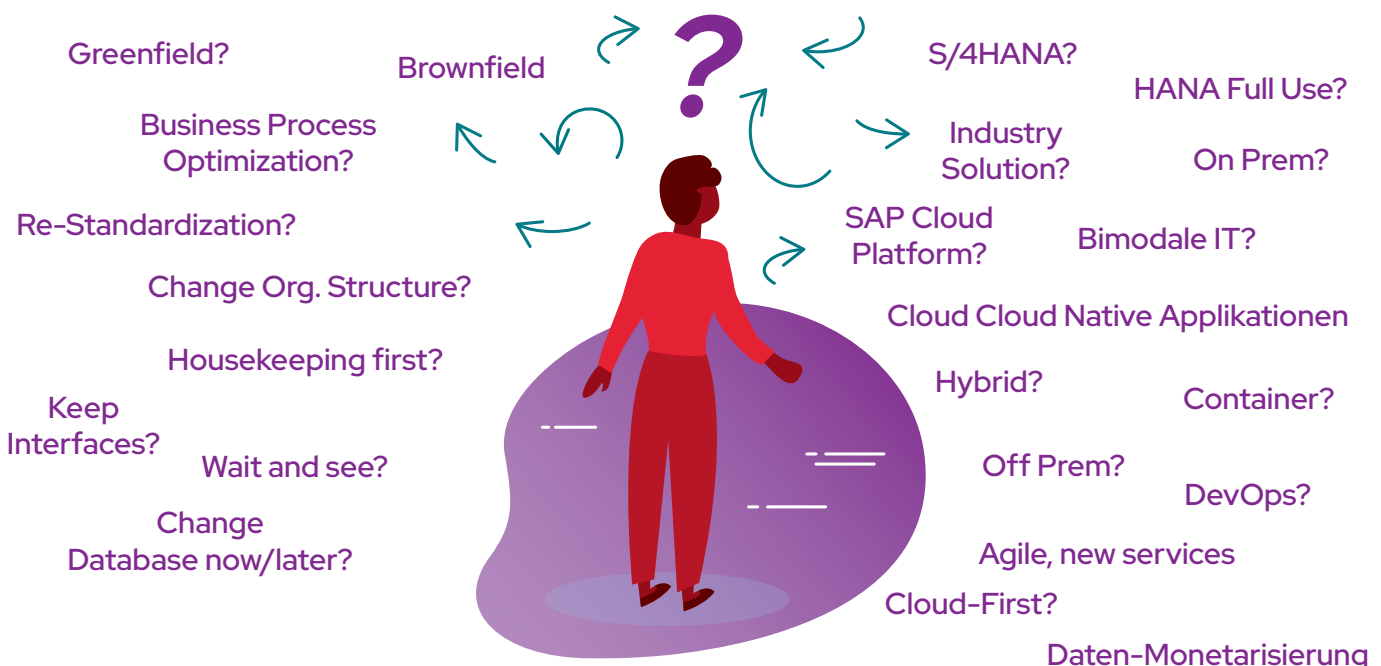 ?
Greenfield?
Brownfield
Business Process
Optimization?
Re-Standardization?
Change Org. Structure?
Housekeeping first?
Keep
Interfaces?
Wait and see?
Change
Database now/later?
S/4HANA?
HANA Full Use?
Industry
Solution?
On Prem?
SAP Cloud
Platform?
Bimodale IT?
Cloud Cloud Native Applikationen
Hybrid?
Container?
Off Prem?
DevOps?
Agile, new services
Cloud-First?
Daten-Monetarisierung